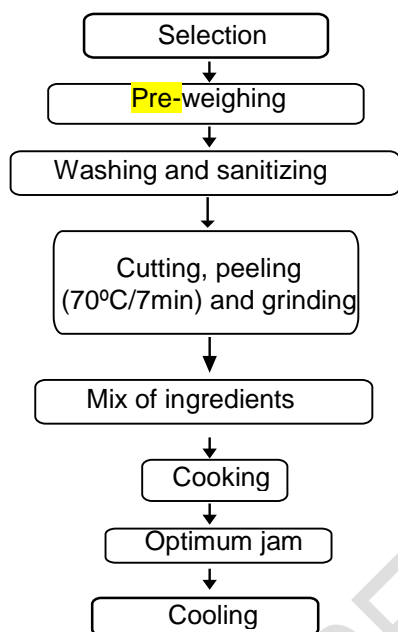 Selection
Pre-weighing
Washing and sanitizing
Cutting, peeling
(70ºC/7min) and grinding
Mix of ingredients
Cooking
Optimum jam
Cooling